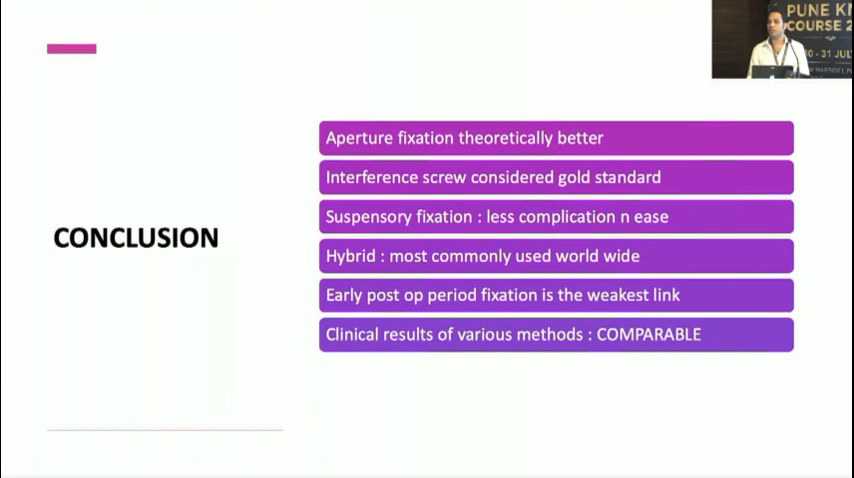 PUNE KN
COURSE 2
30 - 31 JUL
CONCLUSION
Aperture fixation theoretically better
Interference screw considered gold standard
Suspensory fixation : less complication n ease
Hybrid : most commonly used world wide
Early post op period fixation is the weakest link
Clinical results of various methods : COMPARABLE